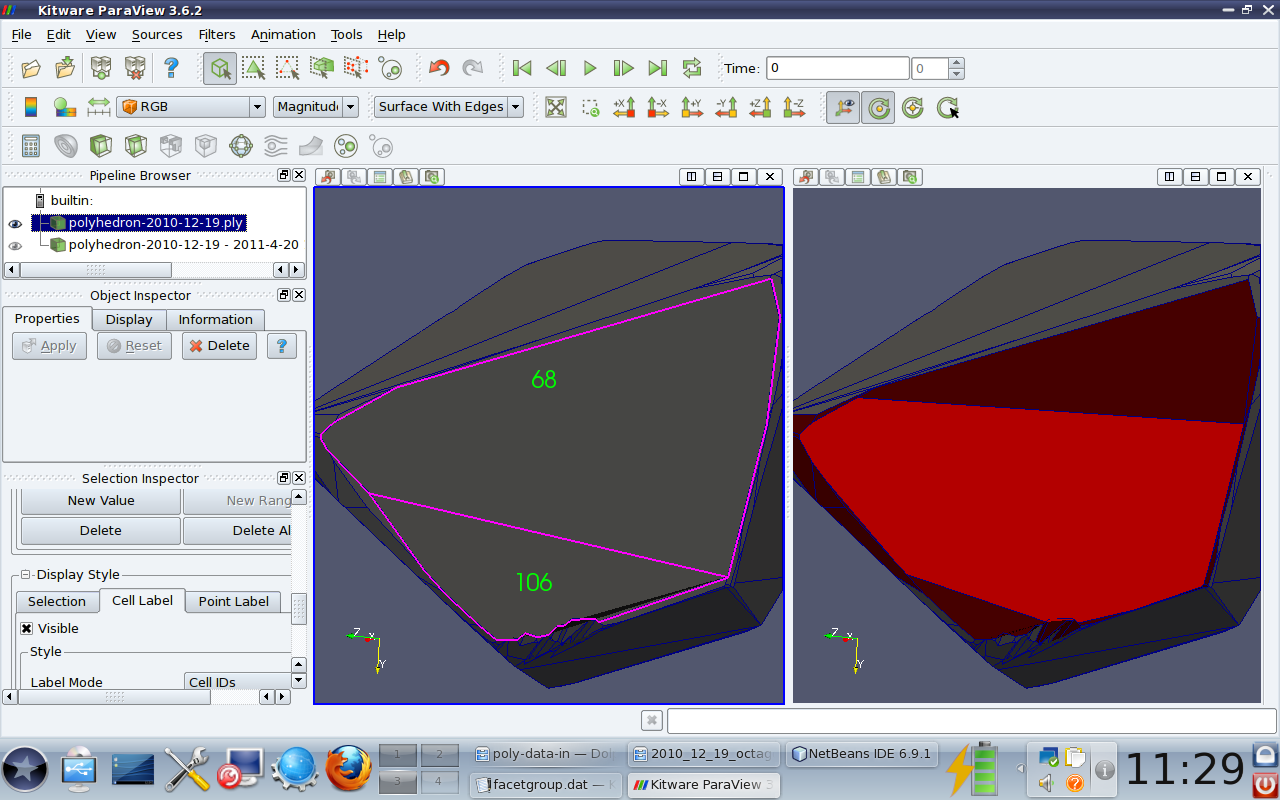 Kitware ParaView 3.6.2
File Edit View Sources Filters Animation Tools Help
Time: 0 0
RGB Magnitud Surface With Edges
+X -X +Y -Y +Z -Z
Pipeline Browser
builtin:
polyhedron-2010-12-19.ply
polyhedron-2010-12-19 - 2011-4-20
Object Inspector
Properties Display Information
Apply Reset Delete ?
Selection Inspector
New Value New Rang
Delete Delete Al
Display Style
Selection Cell Label Point Label
Visible
Style
Label Mode Cell IDs
68
106
Z X Y
Z X Y
1 2
3 4
poly-data-in — Dol
2010_12_19_octag
NetBeans IDE 6.9.1
facetgroup.dat — K
Kitware ParaView 3.
11:29